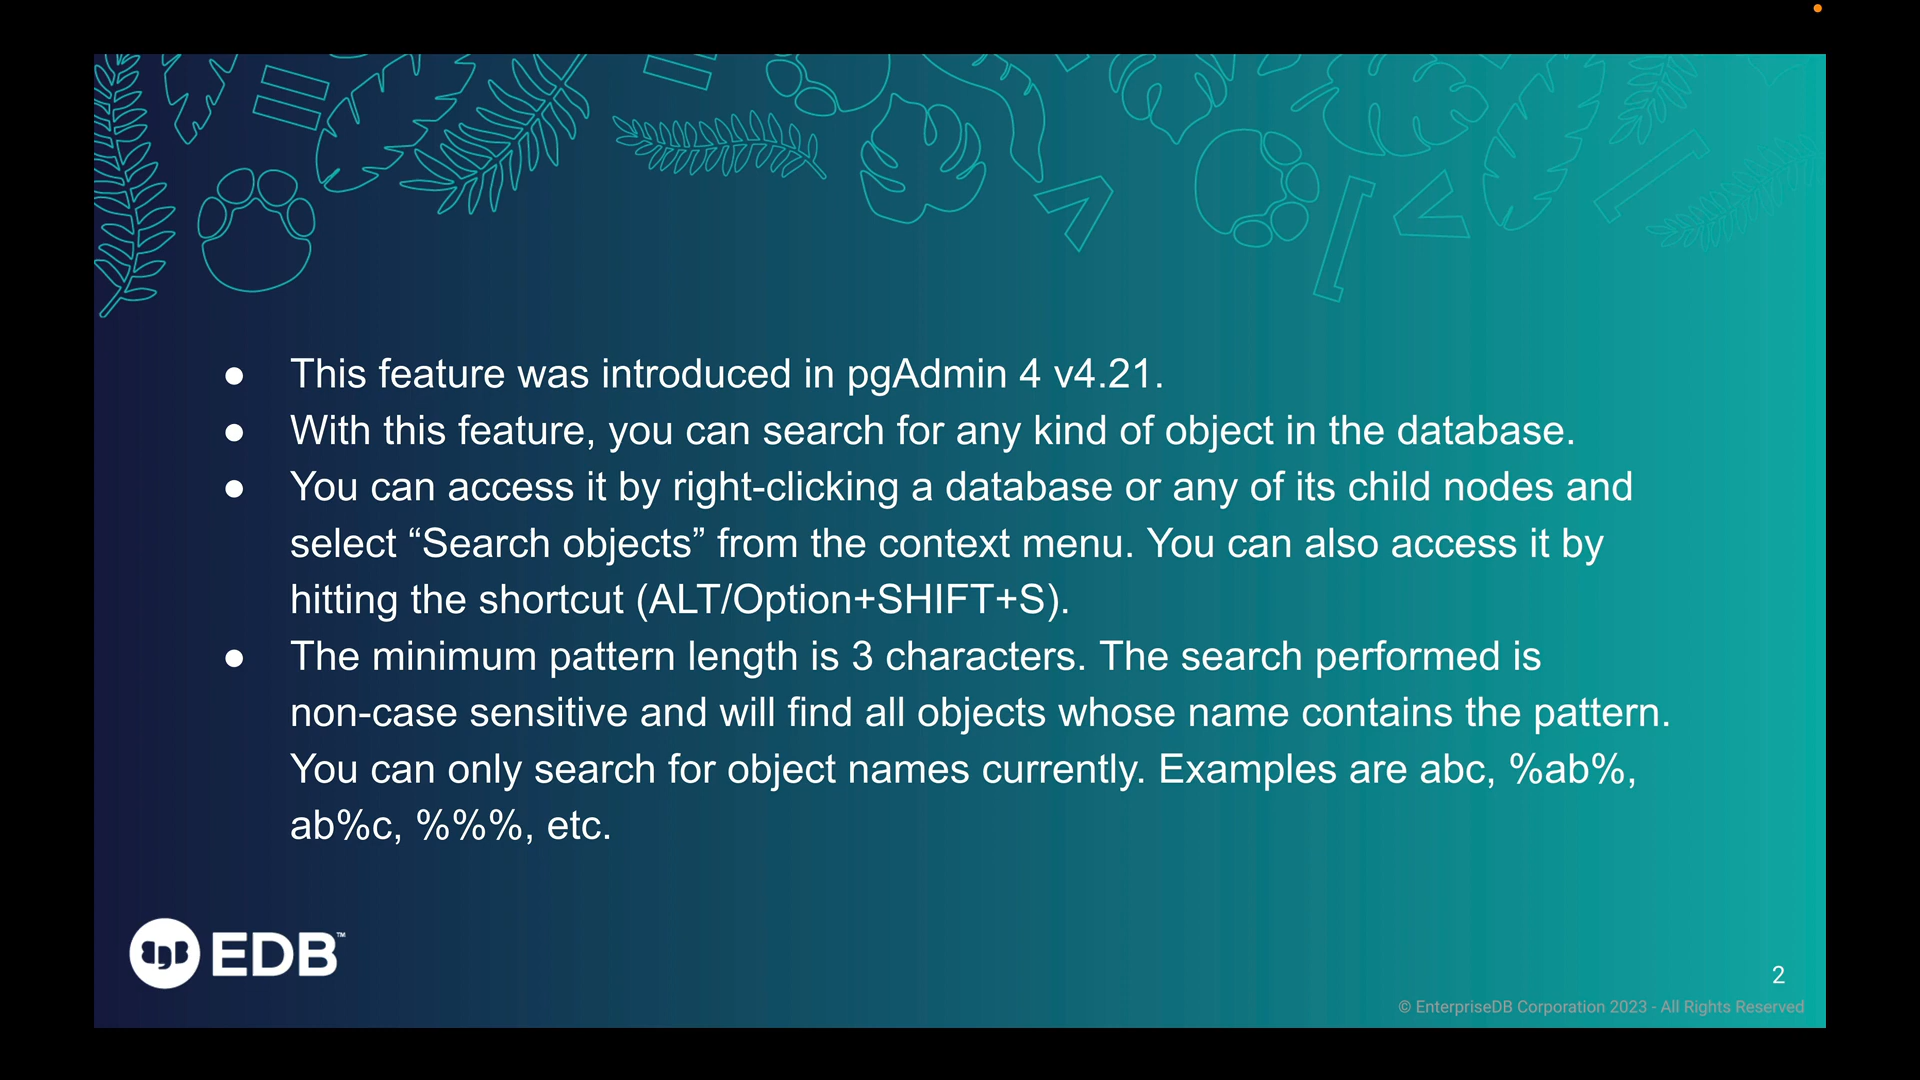 ● This feature was introduced in pgAdmin 4 v4.21.
● With this feature, you can search for any kind of object in the database.
● You can access it by right-clicking a database or any of its child nodes and
select “Search objects” from the context menu. You can also access it by
hitting the shortcut (ALT/Option+SHIFT+S).
● The minimum pattern length is 3 characters. The search performed is
non-case sensitive and will find all objects whose name contains the pattern.
You can only search for object names currently. Examples are abc, %ab%,
ab%c, %%%, etc.
EDB™
2
© EnterpriseDB Corporation 2023 - All Rights Reserved